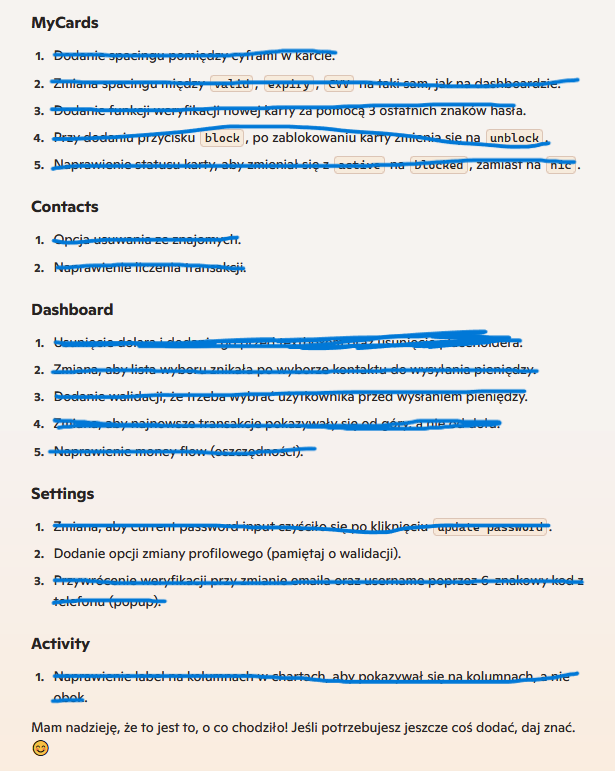 MyCards
1. Dodanie spacingu pomiędzy cyframi w karcie.
2. Zmiana spacingu między valid, expiry, CVV na taki sam, jak na dashboardzie.
3. Dodanie funkcji weryfikacji nowej karty za pomocą 3 ostatnich znaków hasła.
4. Przy dodaniu przycisku block, po zablokowaniu karty zmienia się na unblock.
5. Naprawienie statusu karty, aby zmieniał się z active na blocked, zamiast na nic.
Contacts
1. Opcja usuwania ze znajomych.
2. Naprawienie liczenia transakcji.
Dashboard
1. Usunięcie dolara i dodanie go przed oraz usunięcie placeholdera.
2. Zmiana, aby lista wyboru znikała po wyborze kontaktu do wysyłania pieniędzy.
3. Dodanie walidacji, że trzeba wybrać użytkownika przed wysłaniem pieniędzy.
4. Zmiana, aby najnowsze transakcje pokazywały się od góry, a nie od dołu.
5. Naprawienie money flow (oszczędności).
Settings
1. Zmiana, aby current password input czyściło się po kliknięciu update password.
2. Dodanie opcji zmiany profilowego (pamiętaj o walidacji).
3. Przywrócenie weryfikacji przy zmianie emaila oraz username poprzez 6-znakowy kod z
telefonu (popup).
Activity
1. Naprawienie label na kolumnach w chartach, aby pokazywał się na kolumnach, a nie
obok.
Mam nadzieję, że to jest to, o co chodziło! Jeśli potrzebujesz jeszcze coś dodać, daj znać.
😊